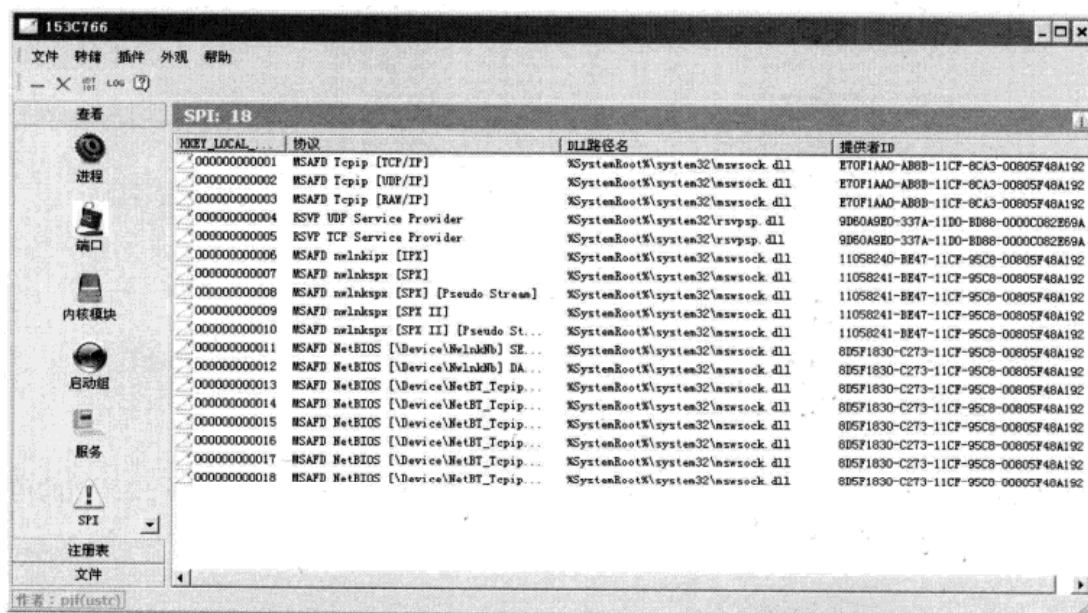 153C766
文件 转储 插件 外观 帮助
LOG
查看
进程
端口
内核模块
启动组
服务
SPI
注册表
文件
SPI: 18
HKEY_LOCAL_... 协议 DLL路径名 提供者ID
000000000001 MSAFD Tcpip [TCP/IP] %SystemRoot%\system32\mswsock.dll E70F1AA0-AB8B-11CF-8CA3-00805F48A192
000000000002 MSAFD Tcpip [UDP/IP] %SystemRoot%\system32\mswsock.dll E70F1AA0-AB8B-11CF-8CA3-00805F48A192
000000000003 MSAFD Tcpip [RAW/IP] %SystemRoot%\system32\mswsock.dll E70F1AA0-AB8B-11CF-8CA3-00805F48A192
000000000004 RSVP UDP Service Provider %SystemRoot%\system32\rsvpsp.dll 9D60A9E0-337A-11D0-BD88-0000C082E69A
000000000005 RSVP TCP Service Provider %SystemRoot%\system32\rsvpsp.dll 9D60A9E0-337A-11D0-BD88-0000C082E69A
000000000006 MSAFD nwlnkipx [IPX] %SystemRoot%\system32\mswsock.dll 11058240-BE47-11CF-95C8-00805F48A192
000000000007 MSAFD nwlnkspx [SPX] %SystemRoot%\system32\mswsock.dll 11058241-BE47-11CF-95C8-00805F48A192
000000000008 MSAFD nwlnkspx [SPX] [Pseudo Stream] %SystemRoot%\system32\mswsock.dll 11058241-BE47-11CF-95C8-00805F48A192
000000000009 MSAFD nwlnkspx [SPX II] %SystemRoot%\system32\mswsock.dll 11058241-BE47-11CF-95C8-00805F48A192
000000000010 MSAFD nwlnkspx [SPX II] [Pseudo St... %SystemRoot%\system32\mswsock.dll 11058241-BE47-11CF-95C8-00805F48A192
000000000011 MSAFD NetBIOS [\Device\NwlnkNb] SE... %SystemRoot%\system32\mswsock.dll 8D5F1830-C273-11CF-95C8-00805F48A192
000000000012 MSAFD NetBIOS [\Device\NwlnkNb] DA... %SystemRoot%\system32\mswsock.dll 8D5F1830-C273-11CF-95C8-00805F48A192
000000000013 MSAFD NetBIOS [\Device\NetBT_Tcpip... %SystemRoot%\system32\mswsock.dll 8D5F1830-C273-11CF-95C8-00805F48A192
000000000014 MSAFD NetBIOS [\Device\NetBT_Tcpip... %SystemRoot%\system32\mswsock.dll 8D5F1830-C273-11CF-95C8-00805F48A192
000000000015 MSAFD NetBIOS [\Device\NetBT_Tcpip... %SystemRoot%\system32\mswsock.dll 8D5F1830-C273-11CF-95C8-00805F48A192
000000000016 MSAFD NetBIOS [\Device\NetBT_Tcpip... %SystemRoot%\system32\mswsock.dll 8D5F1830-C273-11CF-95C8-00805F48A192
000000000017 MSAFD NetBIOS [\Device\NetBT_Tcpip... %SystemRoot%\system32\mswsock.dll 8D5F1830-C273-11CF-95C8-00805F48A192
000000000018 MSAFD NetBIOS [\Device\NetBT_Tcpip... %SystemRoot%\system32\mswsock.dll 8D5F1830-C273-11CF-95C8-00805F48A192
作者：pjf(ustc)